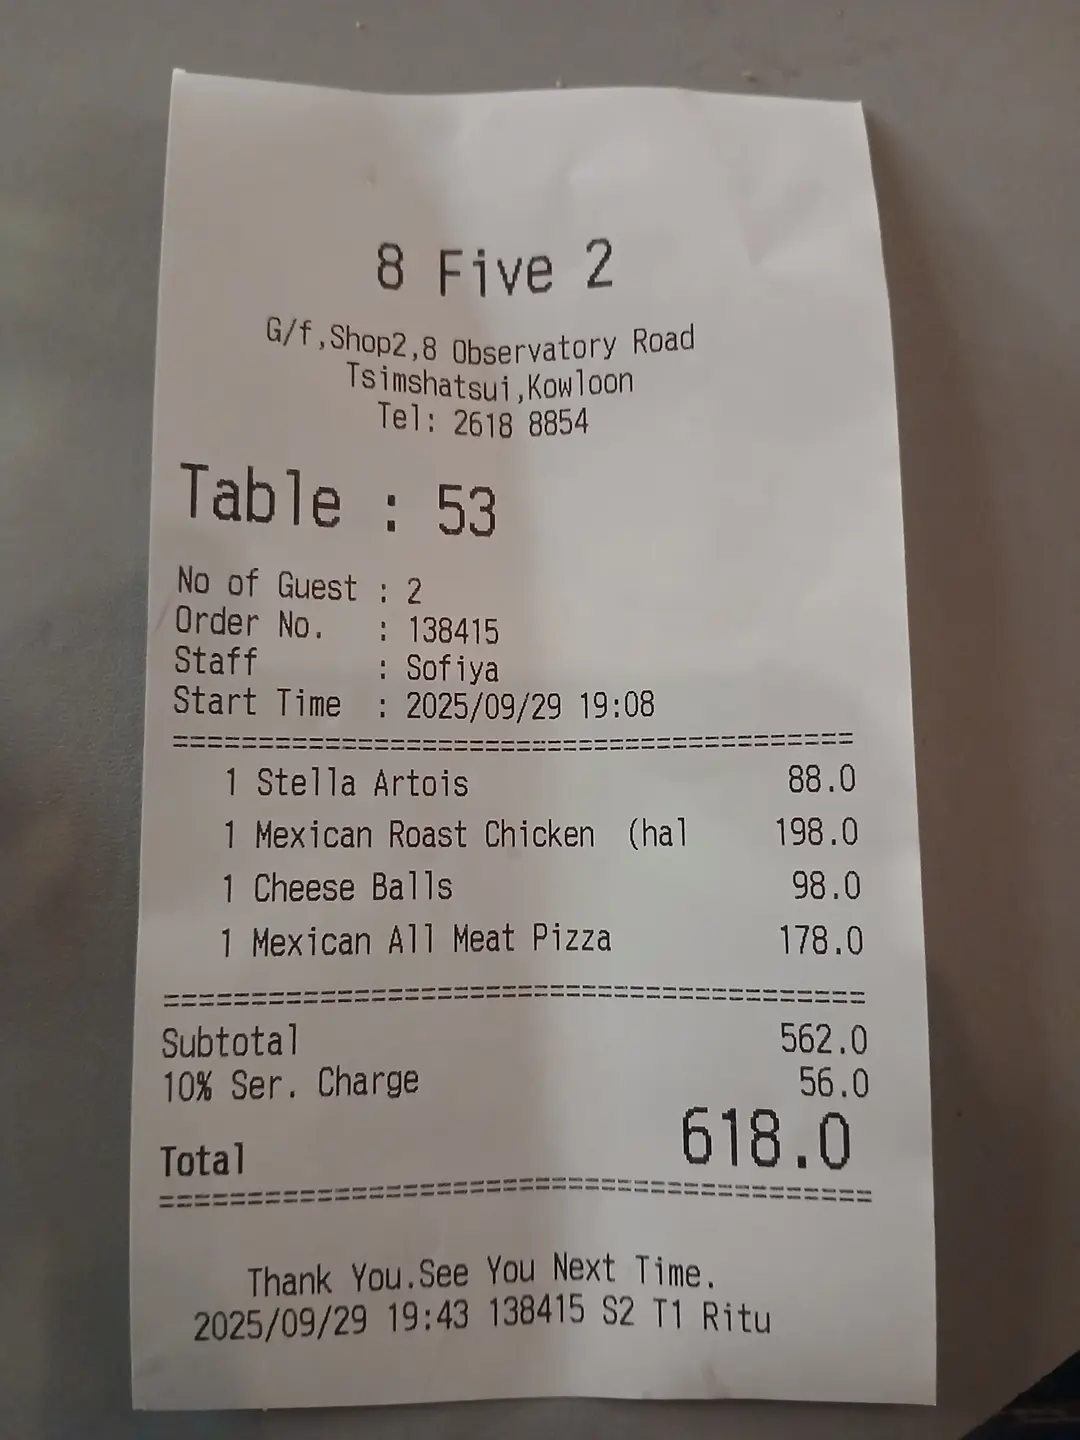 8 Five 2
G/f,Shop2,8 Observatory Road
Tsimshatsui,Kowloon
Tel: 2618 8854
Table : 53
No of Guest : 2
Order No. : 138415
Staff : Sofiya
Start Time : 2025/09/29 19:08
========================================
1 Stella Artois 88.0
1 Mexican Roast Chicken (hal 198.0
1 Cheese Balls 98.0
1 Mexican All Meat Pizza 178.0
========================================
Subtotal 562.0
10% Ser. Charge 56.0
Total 618.0
========================================
Thank You.See You Next Time.
2025/09/29 19:43 138415 S2 T1 Ritu